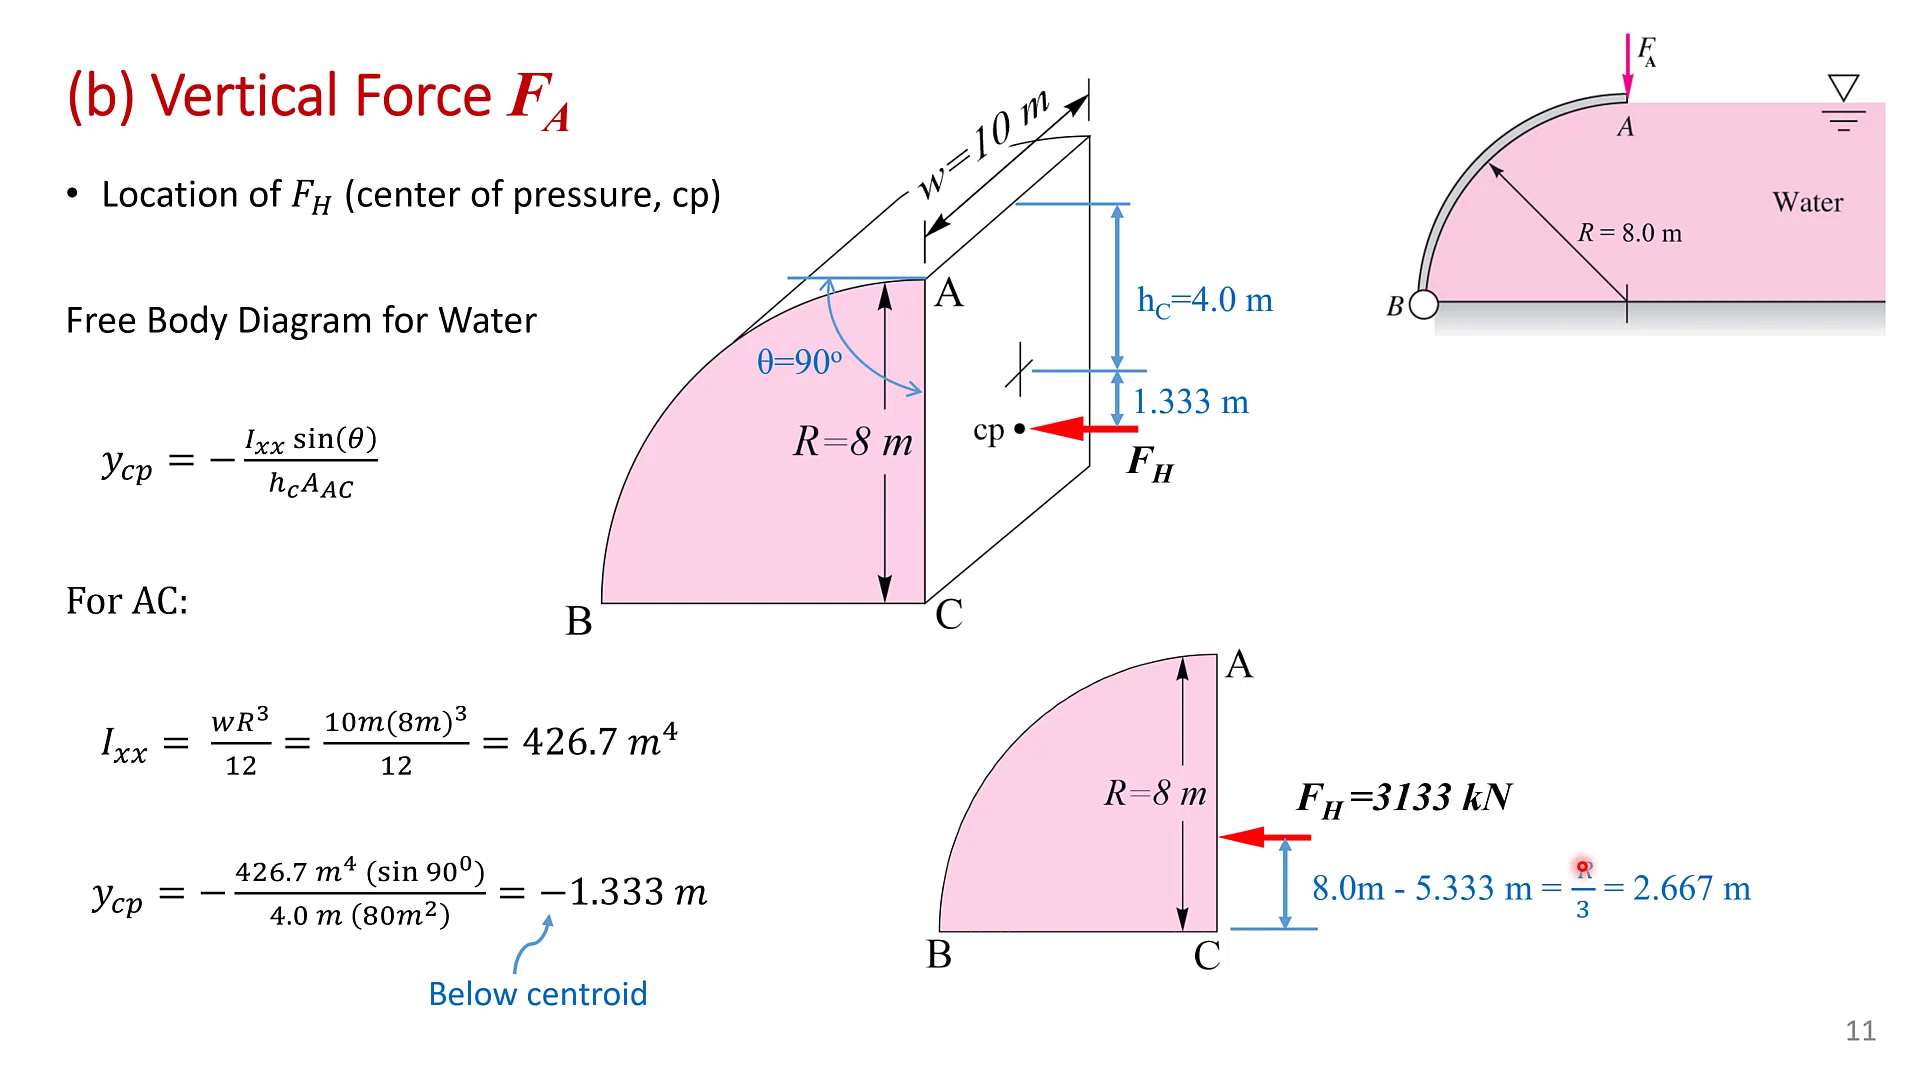 (b) Vertical Force F_A
• Location of F_H (center of pressure, cp)
Free Body Diagram for Water
y_cp = − I_xx sin(θ) / h_c A_AC
For AC:
I_xx = wR³/12 = 10m(8m)³/12 = 426.7 m⁴
y_cp = − 426.7 m⁴ (sin 90⁰) / 4.0 m (80m²) = −1.333 m
Below centroid
w=10 m
A
h_C=4.0 m
θ=90º
1.333 m
R=8 m
cp
F_H
B
C
F_A
A
Water
R = 8.0 m
B
A
R=8 m
F_H=3133 kN
8.0m - 5.333 m = R/3 = 2.667 m
B
C
11